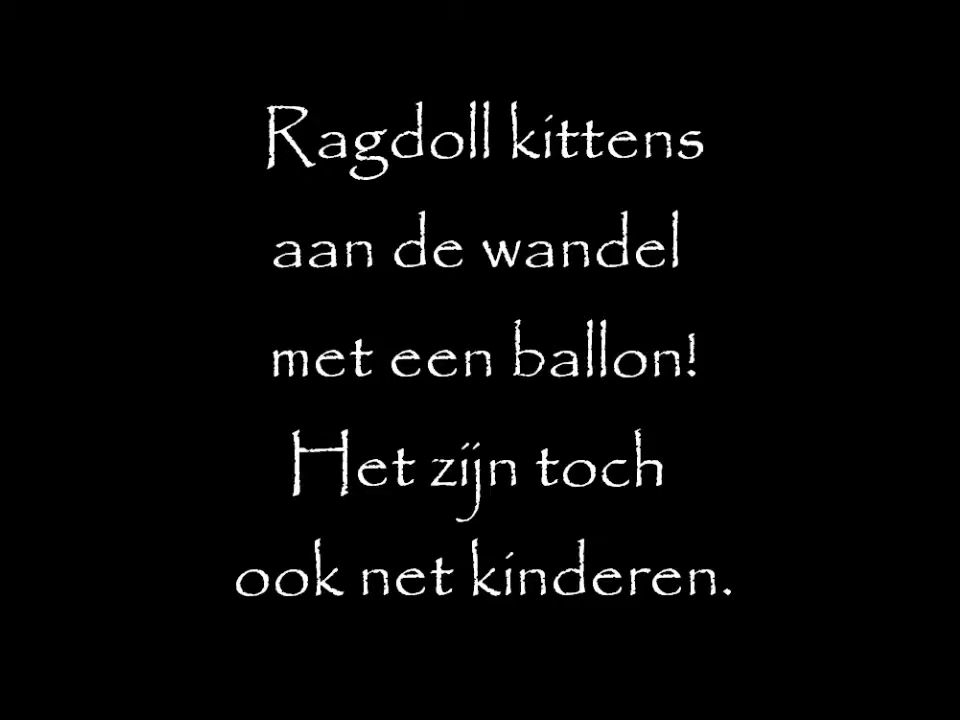 Ragdoll kittens
aan de wandel
met een ballon!
Het zijn toch
ook net kinderen.